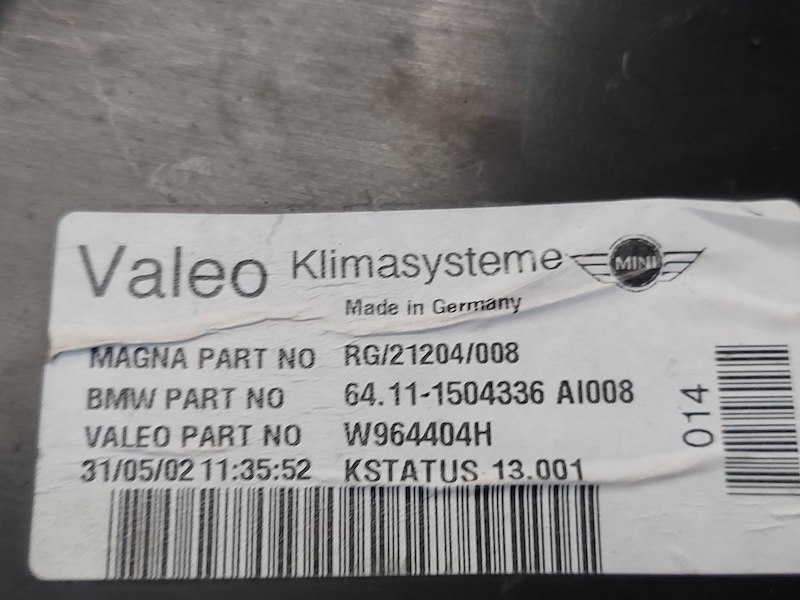 Valeo Klimasysteme MINI
Made in Germany
MAGNA PART NO RG/21204/008
BMW PART NO 64.11-1504336 AI008
VALEO PART NO W964404H
31/05/02 11:35:52 KSTATUS 13.001
014